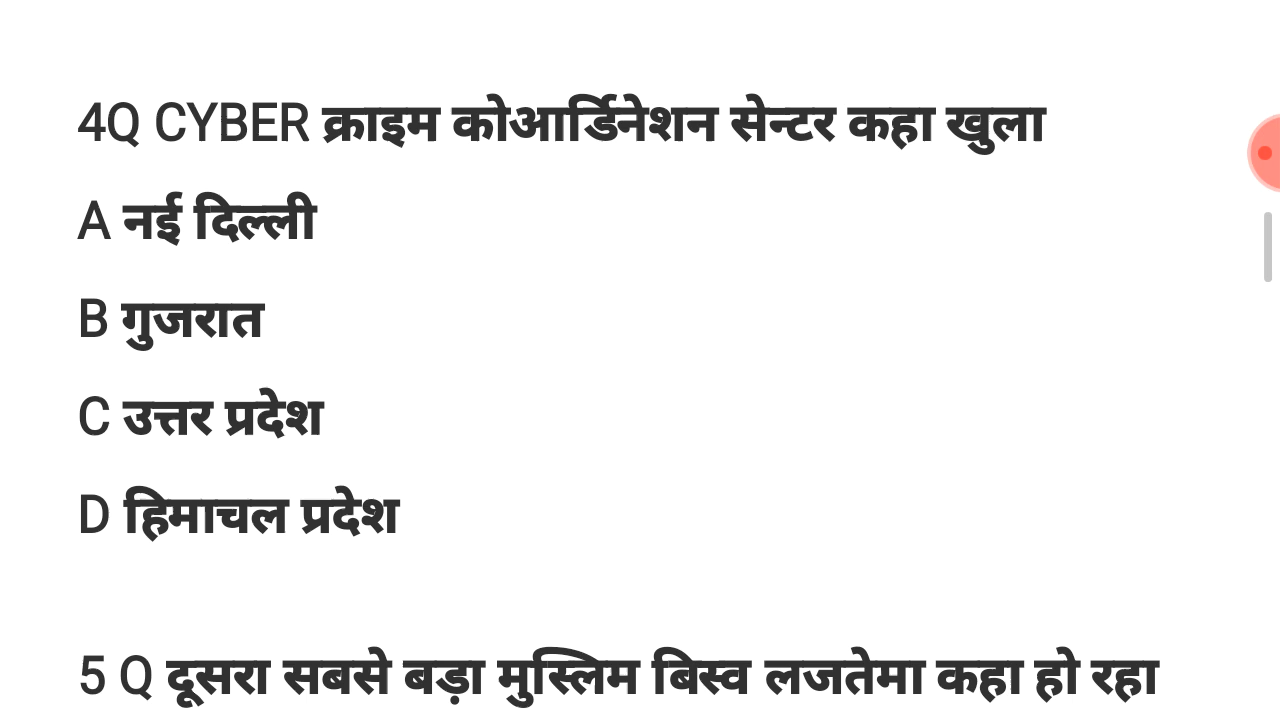 4Q CYBER क्राइम कोआर्डिनेशन सेन्टर कहा खुला
A नई दिल्ली
B गुजरात
C उत्तर प्रदेश
D हिमाचल प्रदेश
5 Q दूसरा सबसे बड़ा मुस्लिम बिस्व लजतेमा कहा हो रहा